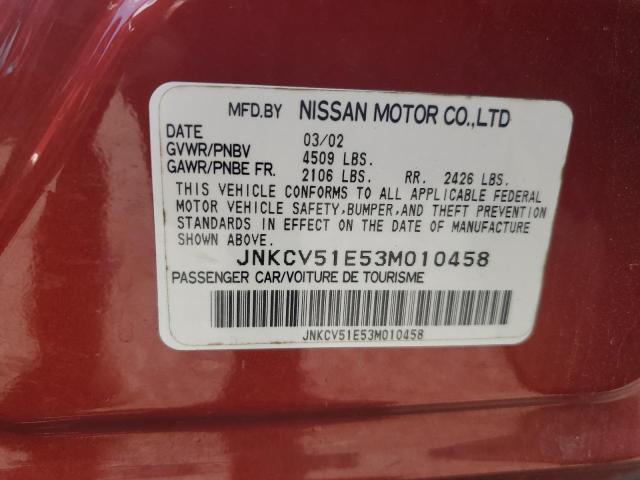 MFD.BY NISSAN MOTOR CO.,LTD
DATE 03/02
GVWR/PNBV 4509 LBS.
GAWR/PNBE FR. 2106 LBS. RR. 2426 LBS.
THIS VEHICLE CONFORMS TO ALL APPLICABLE FEDERAL
MOTOR VEHICLE SAFETY,BUMPER,AND THEFT PREVENTION
STANDARDS IN EFFECT ON THE DATE OF MANUFACTURE
SHOWN ABOVE. JNKCV51E53M010458
PASSENGER CAR/VOITURE DE TOURISME
JNKCV51E53M010458